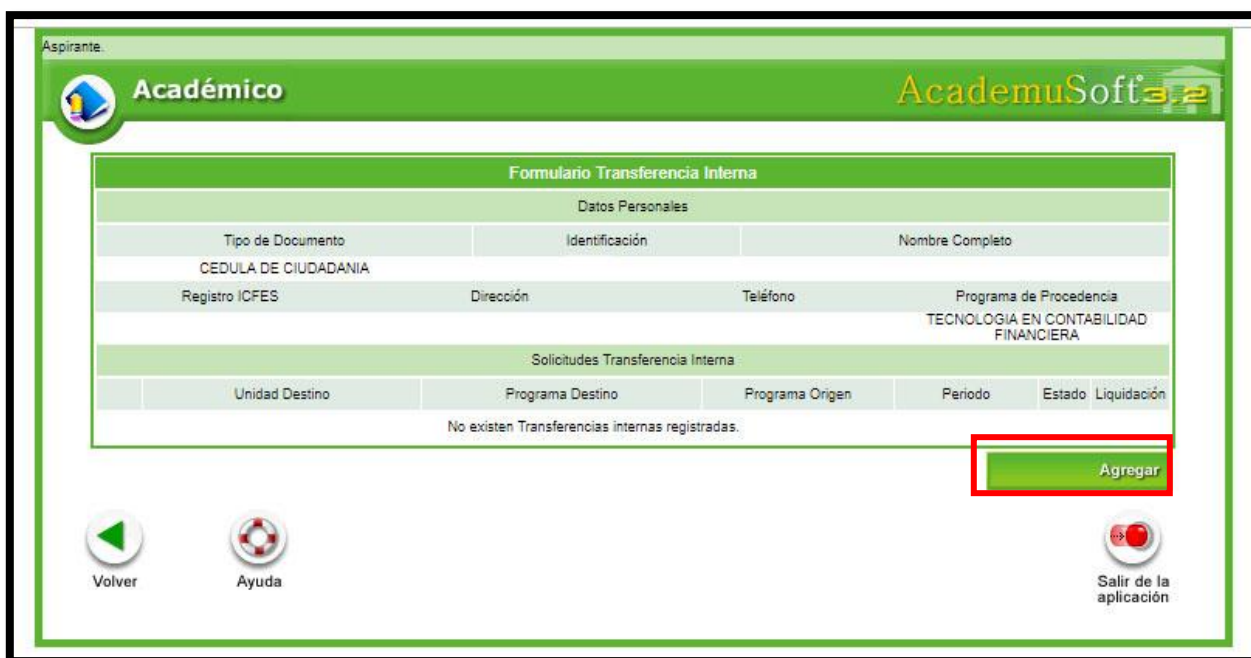 Aspirante.
Académico
AcademuSoft 3.2
Formulario Transferencia Interna
Datos Personales
Tipo de Documento Identificación Nombre Completo
CEDULA DE CIUDADANIA
Registro ICFES Dirección Teléfono Programa de Procedencia
TECNOLOGIA EN CONTABILIDAD
FINANCIERA
Solicitudes Transferencia Interna
Unidad Destino Programa Destino Programa Origen Periodo Estado Liquidación
No existen Transferencias internas registradas.
Agregar
Volver
Ayuda
Salir de la
aplicación